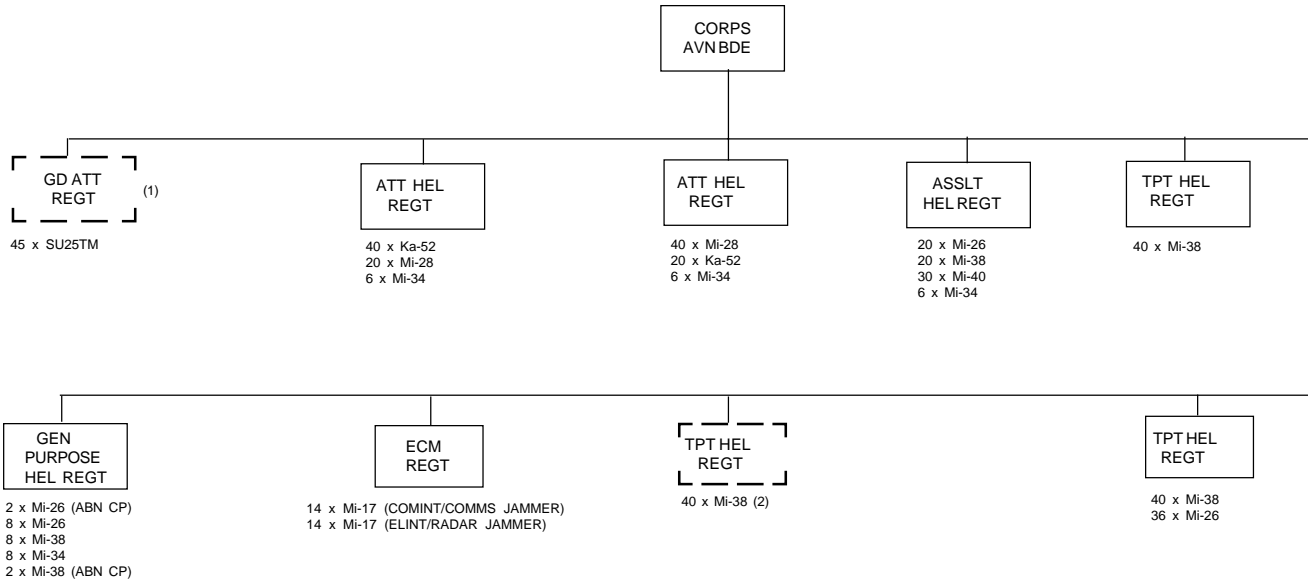 CORPS
AVN BDE
GD ATT
REGT
(1)
45 x SU25TM
ATT HEL
REGT
40 x Ka-52
20 x Mi-28
6 x Mi-34
ATT HEL
REGT
40 x Mi-28
20 x Ka-52
6 x Mi-34
ASSLT
HEL REGT
20 x Mi-26
20 x Mi-38
30 x Mi-40
6 x Mi-34
TPT HEL
REGT
40 x Mi-38
GEN
PURPOSE
HEL REGT
2 x Mi-26 (ABN CP)
8 x Mi-26
8 x Mi-38
8 x Mi-34
2 x Mi-38 (ABN CP)
ECM
REGT
14 x Mi-17 (COMINT/COMMS JAMMER)
14 x Mi-17 (ELINT/RADAR JAMMER)
TPT HEL
REGT
40 x Mi-38 (2)
TPT HEL
REGT
40 x Mi-38
36 x Mi-26